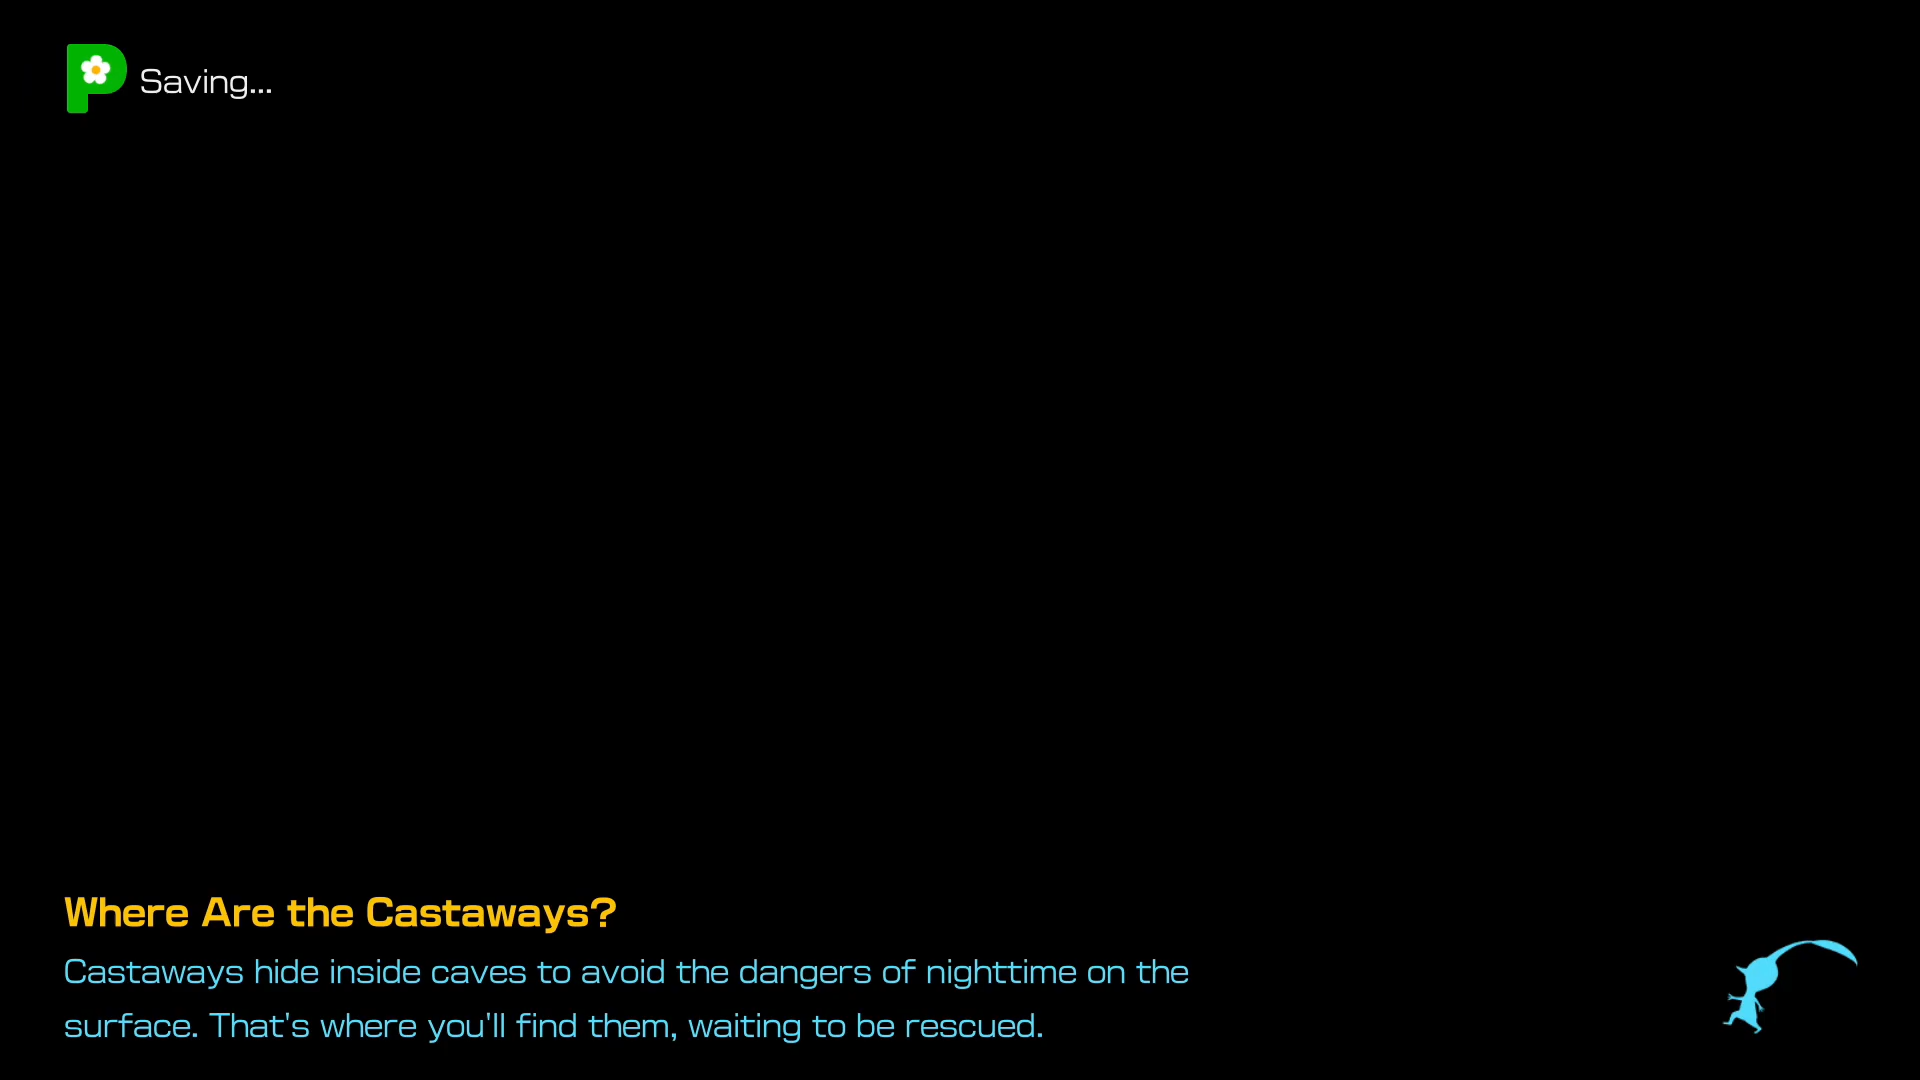 Saving...
Where Are the Castaways?
Castaways hide inside caves to avoid the dangers of nighttime on the
surface. That's where you'll find them, waiting to be rescued.